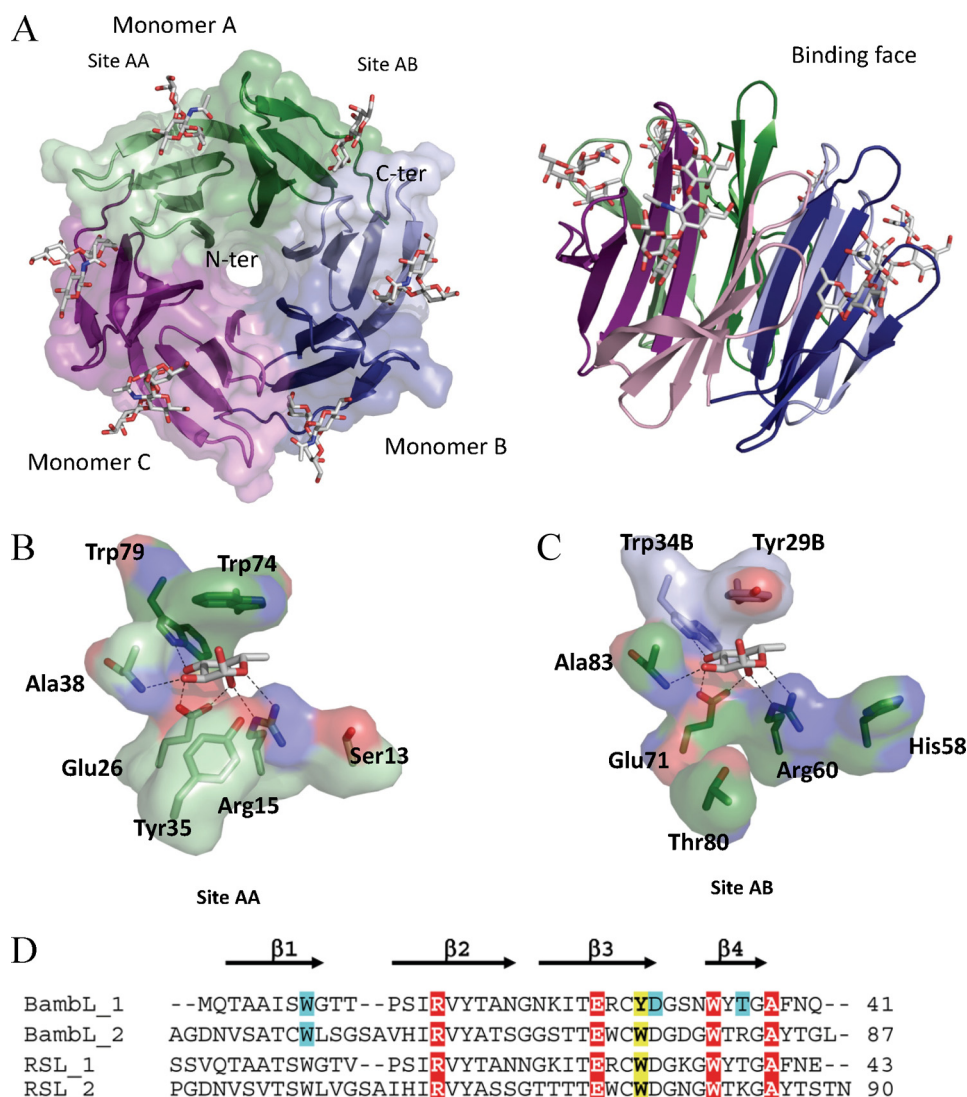 A
Monomer A
Site AA
Site AB
Binding face
C-ter
N-ter
Monomer C
Monomer B
B
C
Trp79
Trp74
Trp34B
Tyr29B
Ala38
Ala83
Glu26
Ser13
Glu71
His58
Arg15
Arg60
Tyr35
Thr80
Site AA
Site AB
D
β1 β2 β3 β4
BambL_1 --MQTAAISWGTT--PSIRVYTANGNKITERCYDGSNWYTGAFNQ-- 41
BambL_2 AGDNVSATCWLSGSAVHIRVYATSGGSTTERCWDGDGWTRGAYTGL- 87
RSL_1 SSVQTAATSWGTV--PSIRVYTANNGKITERCWDGKGWYTGAFNE-- 43
RSL_2 PGDNVSVTSWLVGSAIHIRVYASSGTTTTEWCWDGNGWTKGAYTSTN 90